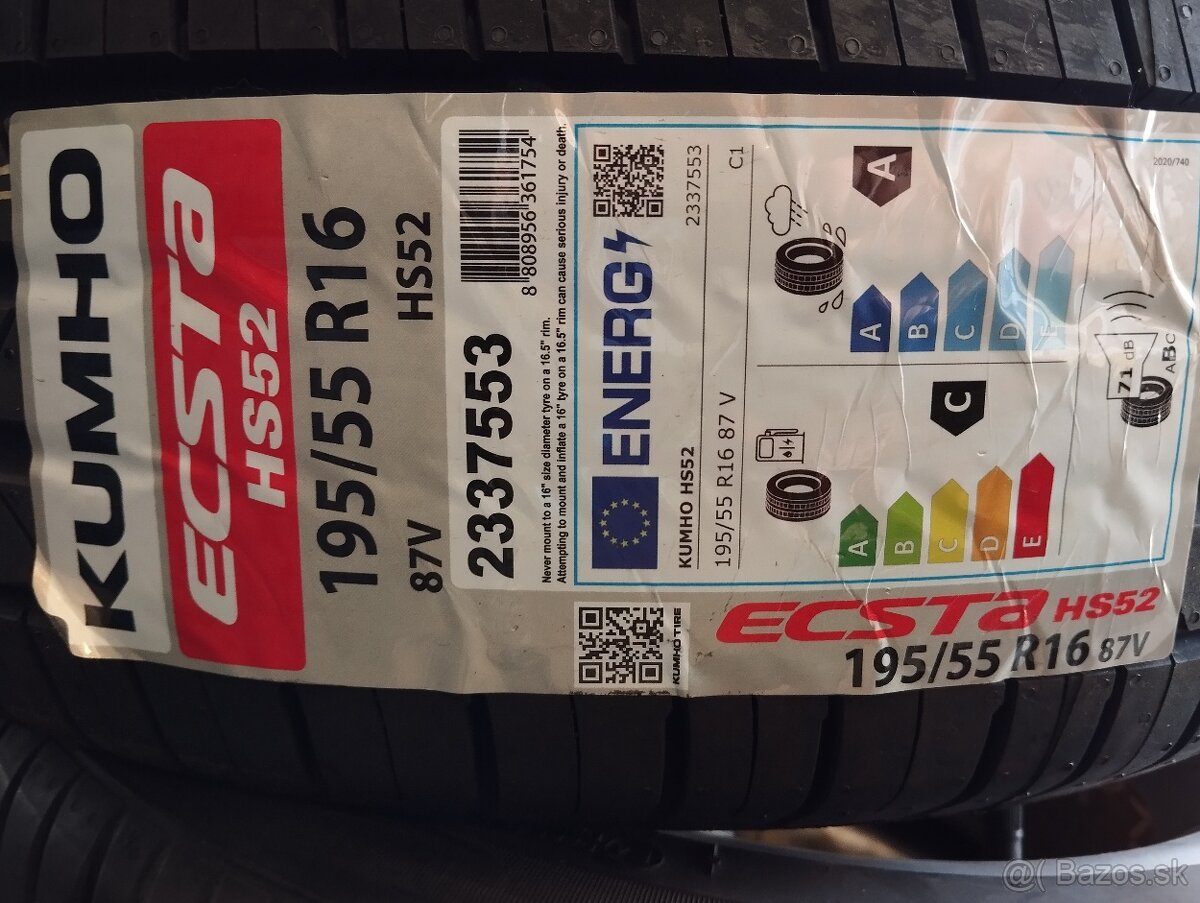 KUMHO
ECSTA
HS52
195/55 R16
87V HS52
2337553
8 808956 361754
Never mount to a 16" size diameter tyre on a 16.5" rim.
Attempting to mount and inflate a 16" tyre on a 16.5" rim can cause serious injury or death.
ENERG
KUMHO HS52
2337553
195/55 R16 87 V
C1
A
A
B
C
D
E
C
A
B
C
D
E
71 dB
ABC
2020/740
KUMHO TIRE
ECSTA HS52
195/55 R16 87V
@( Bazos.sk